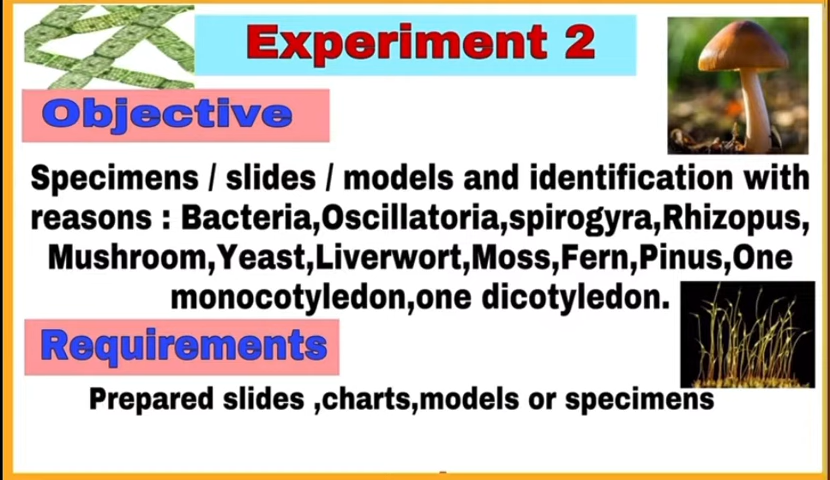 Experiment 2
Objective
Specimens / slides / models and identification with
reasons : Bacteria,Oscillatoria,spirogyra,Rhizopus,
Mushroom,Yeast,Liverwort,Moss,Fern,Pinus,One
monocotyledon,one dicotyledon.
Requirements
Prepared slides ,charts,models or specimens